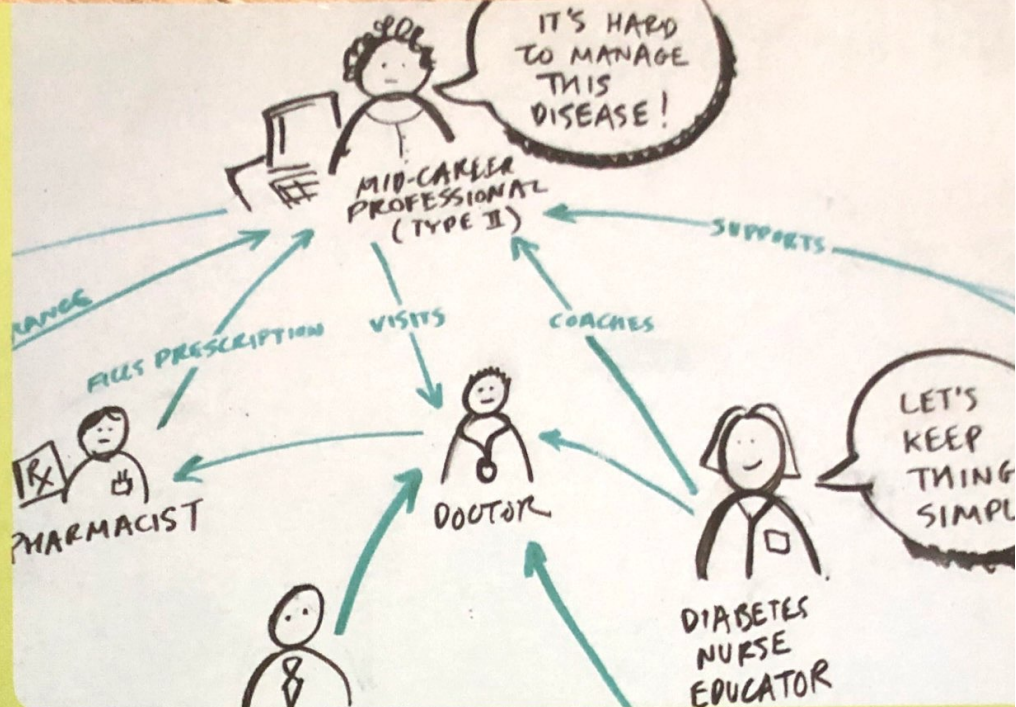 IT'S HARD
TO MANAGE
THIS
DISEASE!
MID-CAREER
PROFESSIONAL
(TYPE II)
SUPPORTS
VISITS
COACHES
FILLS PRESCRIPTION
Rx
PHARMACIST
DOCTOR
LET'S
KEEP
DIABETES
NURSE
EDUCATOR